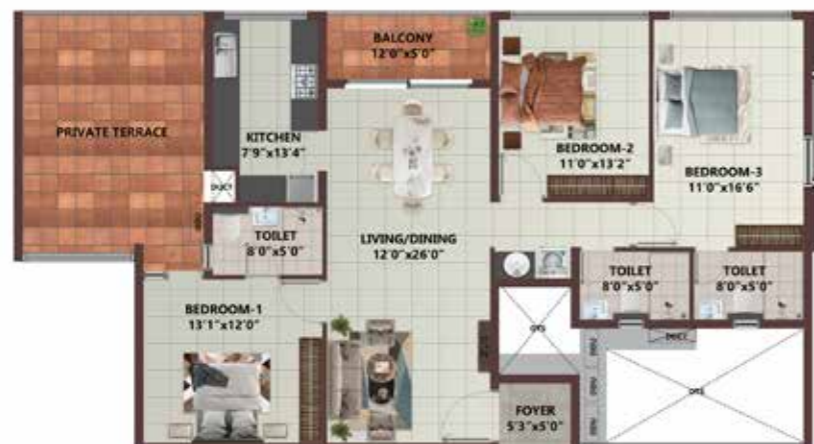 PRIVATE TERRACE
KITCHEN
7'9"x13'4"
BALCONY
12'0"x5'0"
BEDROOM-2
11'0"x13'2"
BEDROOM-3
11'0"x16'6"
DUCT
TOILET
8'0"x5'0"
LIVING/DINING
12'0"x26'0"
TOILET
8'0"x5'0"
TOILET
8'0"x5'0"
BEDROOM-1
13'1"x12'0"
OTS
DUCT
OTS
FOYER
5'3"x5'0"